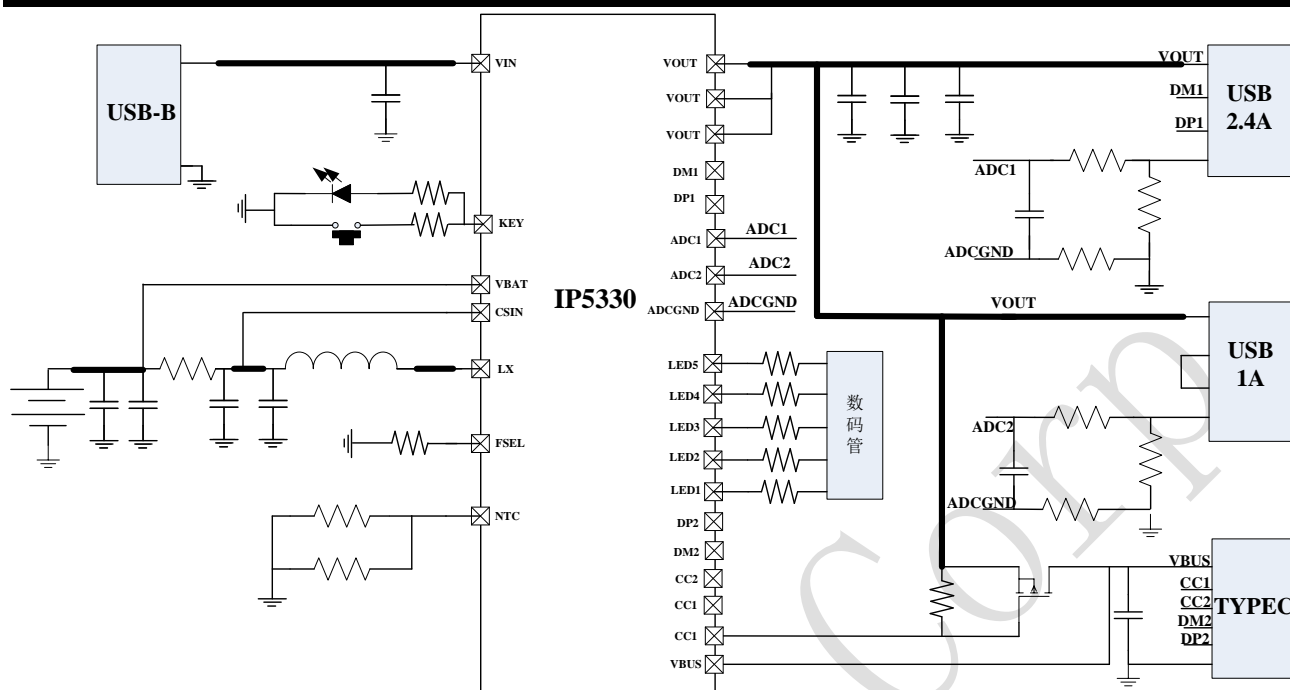 USB-B
VIN
KEY
VBAT
CSIN
LX
FSEL
NTC
IP5330
VOUT
VOUT
VOUT
DM1
DP1
ADC1
ADC2
ADCGND
LED5
LED4
LED3
LED2
LED1
DP2
DM2
CC2
CC1
CC1
VBUS
ADC1
ADC2
ADCGND
数
码
管
VOUT
DM1
DP1
USB
2.4A
ADC1
ADCGND
VOUT
USB
1A
ADC2
ADCGND
VBUS
CC1
CC2
DM2
DP2
TYPEC
Corp